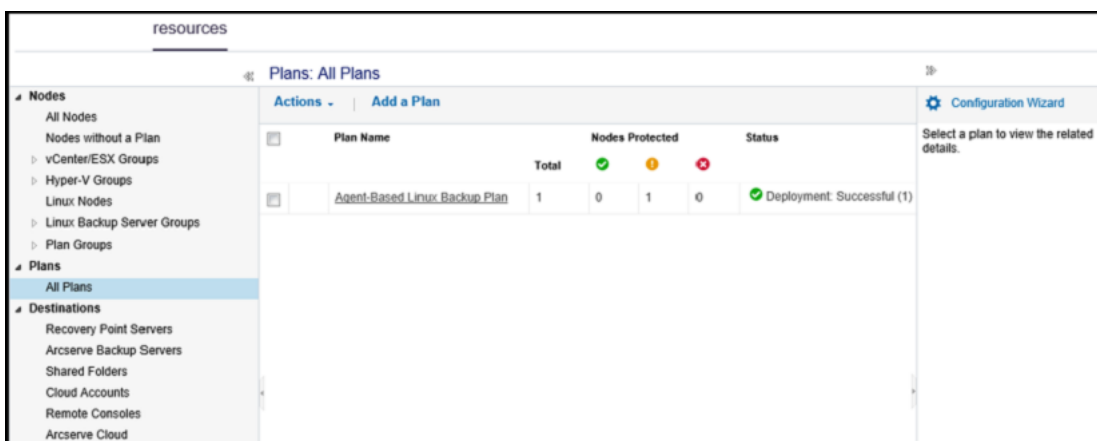 resources
Nodes
All Nodes
Nodes without a Plan
vCenter/ESX Groups
Hyper-V Groups
Linux Nodes
Linux Backup Server Groups
Plan Groups
Plans
All Plans
Destinations
Recovery Point Servers
Arcserve Backup Servers
Shared Folders
Cloud Accounts
Remote Consoles
Arcserve Cloud
Plans: All Plans
Actions | Add a Plan
Plan Name Nodes Protected Status
Total
Agent-Based Linux Backup Plan 1 0 1 0 Deployment: Successful (1)
Configuration Wizard
Select a plan to view the related
details.